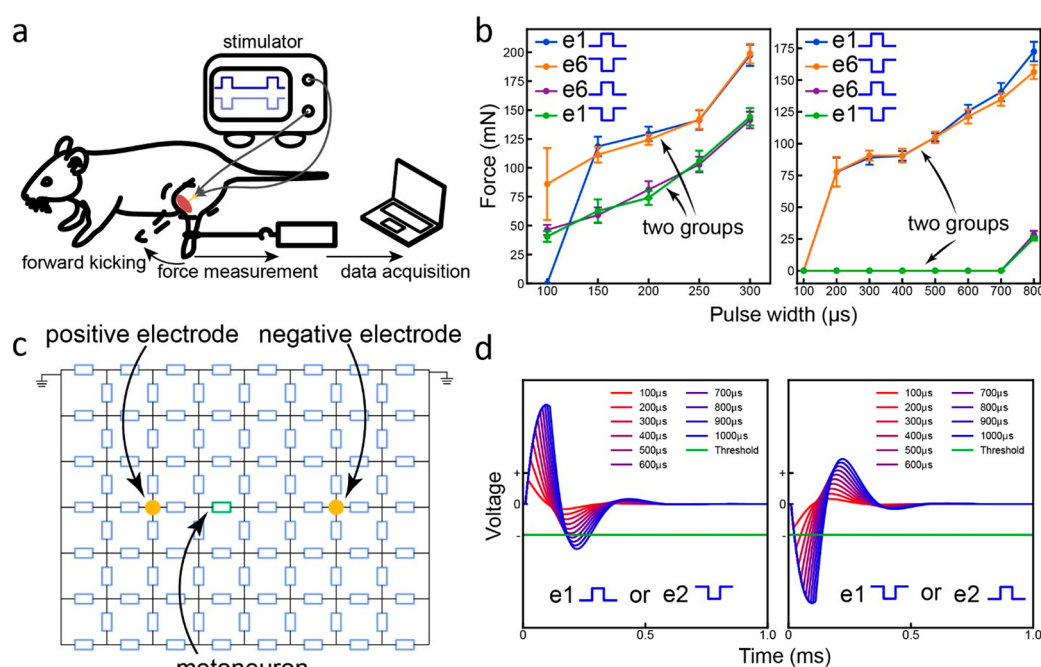 a
stimulator
forward kicking
force measurement
data acquisition
b
e1
e6
e6
e1
two groups
Force (mN)
200
175
150
125
100
75
50
25
0
100 150 200 250 300
e1
e6
e6
e1
two groups
175
150
125
100
75
50
25
0
100 200 300 400 500 600 700 800
Pulse width (μs)
c
positive electrode
negative electrode
motoneuron
d
Voltage
+
0
-
100μs
200μs
300μs
400μs
500μs
600μs
700μs
800μs
900μs
1000μs
Threshold
e1 or e2
0 0.5 1.0
+
0
-
100μs
200μs
300μs
400μs
500μs
600μs
700μs
800μs
900μs
1000μs
Threshold
e1 or e2
0 0.5 1.0
Time (ms)